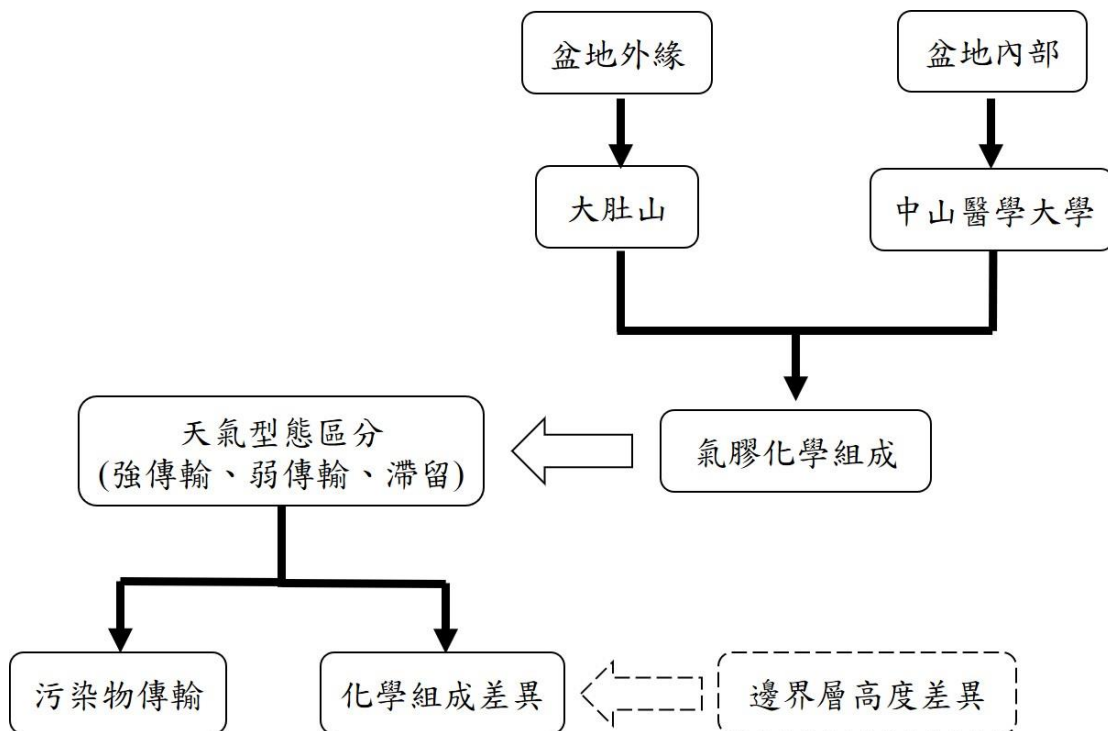 盆地外緣
盆地內部
大肚山
中山醫學大學
氣膠化學組成
天氣型態區分
(強傳輸、弱傳輸、滯留)
污染物傳輸
化學組成差異
邊界層高度差異